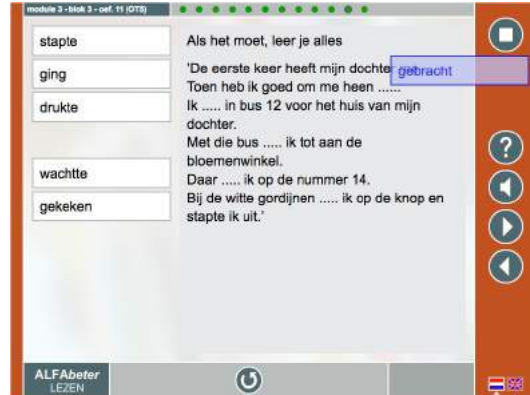 module 3 - blok 3 - oef. 11 (OTS)
stapte
ging
drukte
wachtte
gekeken
Als het moet, leer je alles
'De eerste keer heeft mijn dochter
gebracht
Toen heb ik goed om me heen ......
Ik ..... in bus 12 voor het huis van mijn
dochter.
Met die bus ..... ik tot aan de
bloemenwinkel.
Daar ..... ik op de nummer 14.
Bij de witte gordijnen ..... ik op de knop en
stapte ik uit.'
?
ALFAbeter
LEZEN